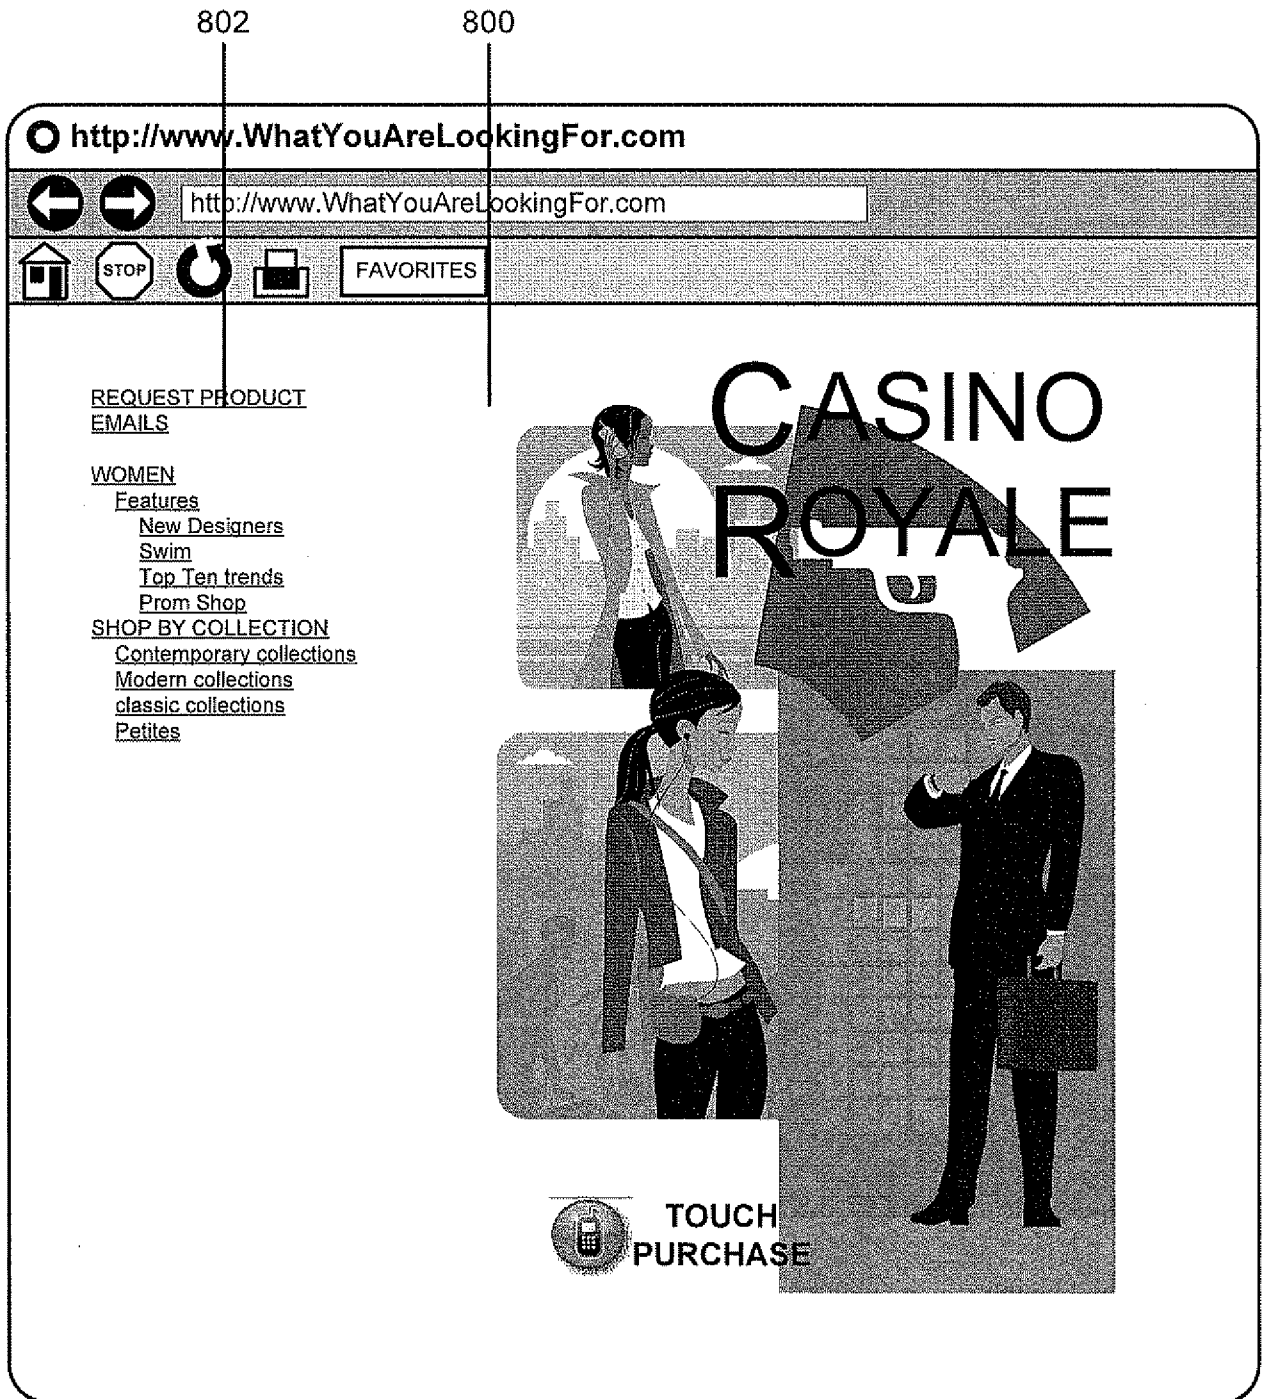 802
800
http://www.WhatYouAreLookingFor.com
http://www.WhatYouAreLookingFor.com
STOP
FAVORITES
REQUEST PRODUCT
EMAILS
WOMEN
Features
New Designers
Swim
Top Ten trends
Prom Shop
SHOP BY COLLECTION
Contemporary collections
Modern collections
classic collections
Petites
CASINO
ROYALE
TOUCH
PURCHASE